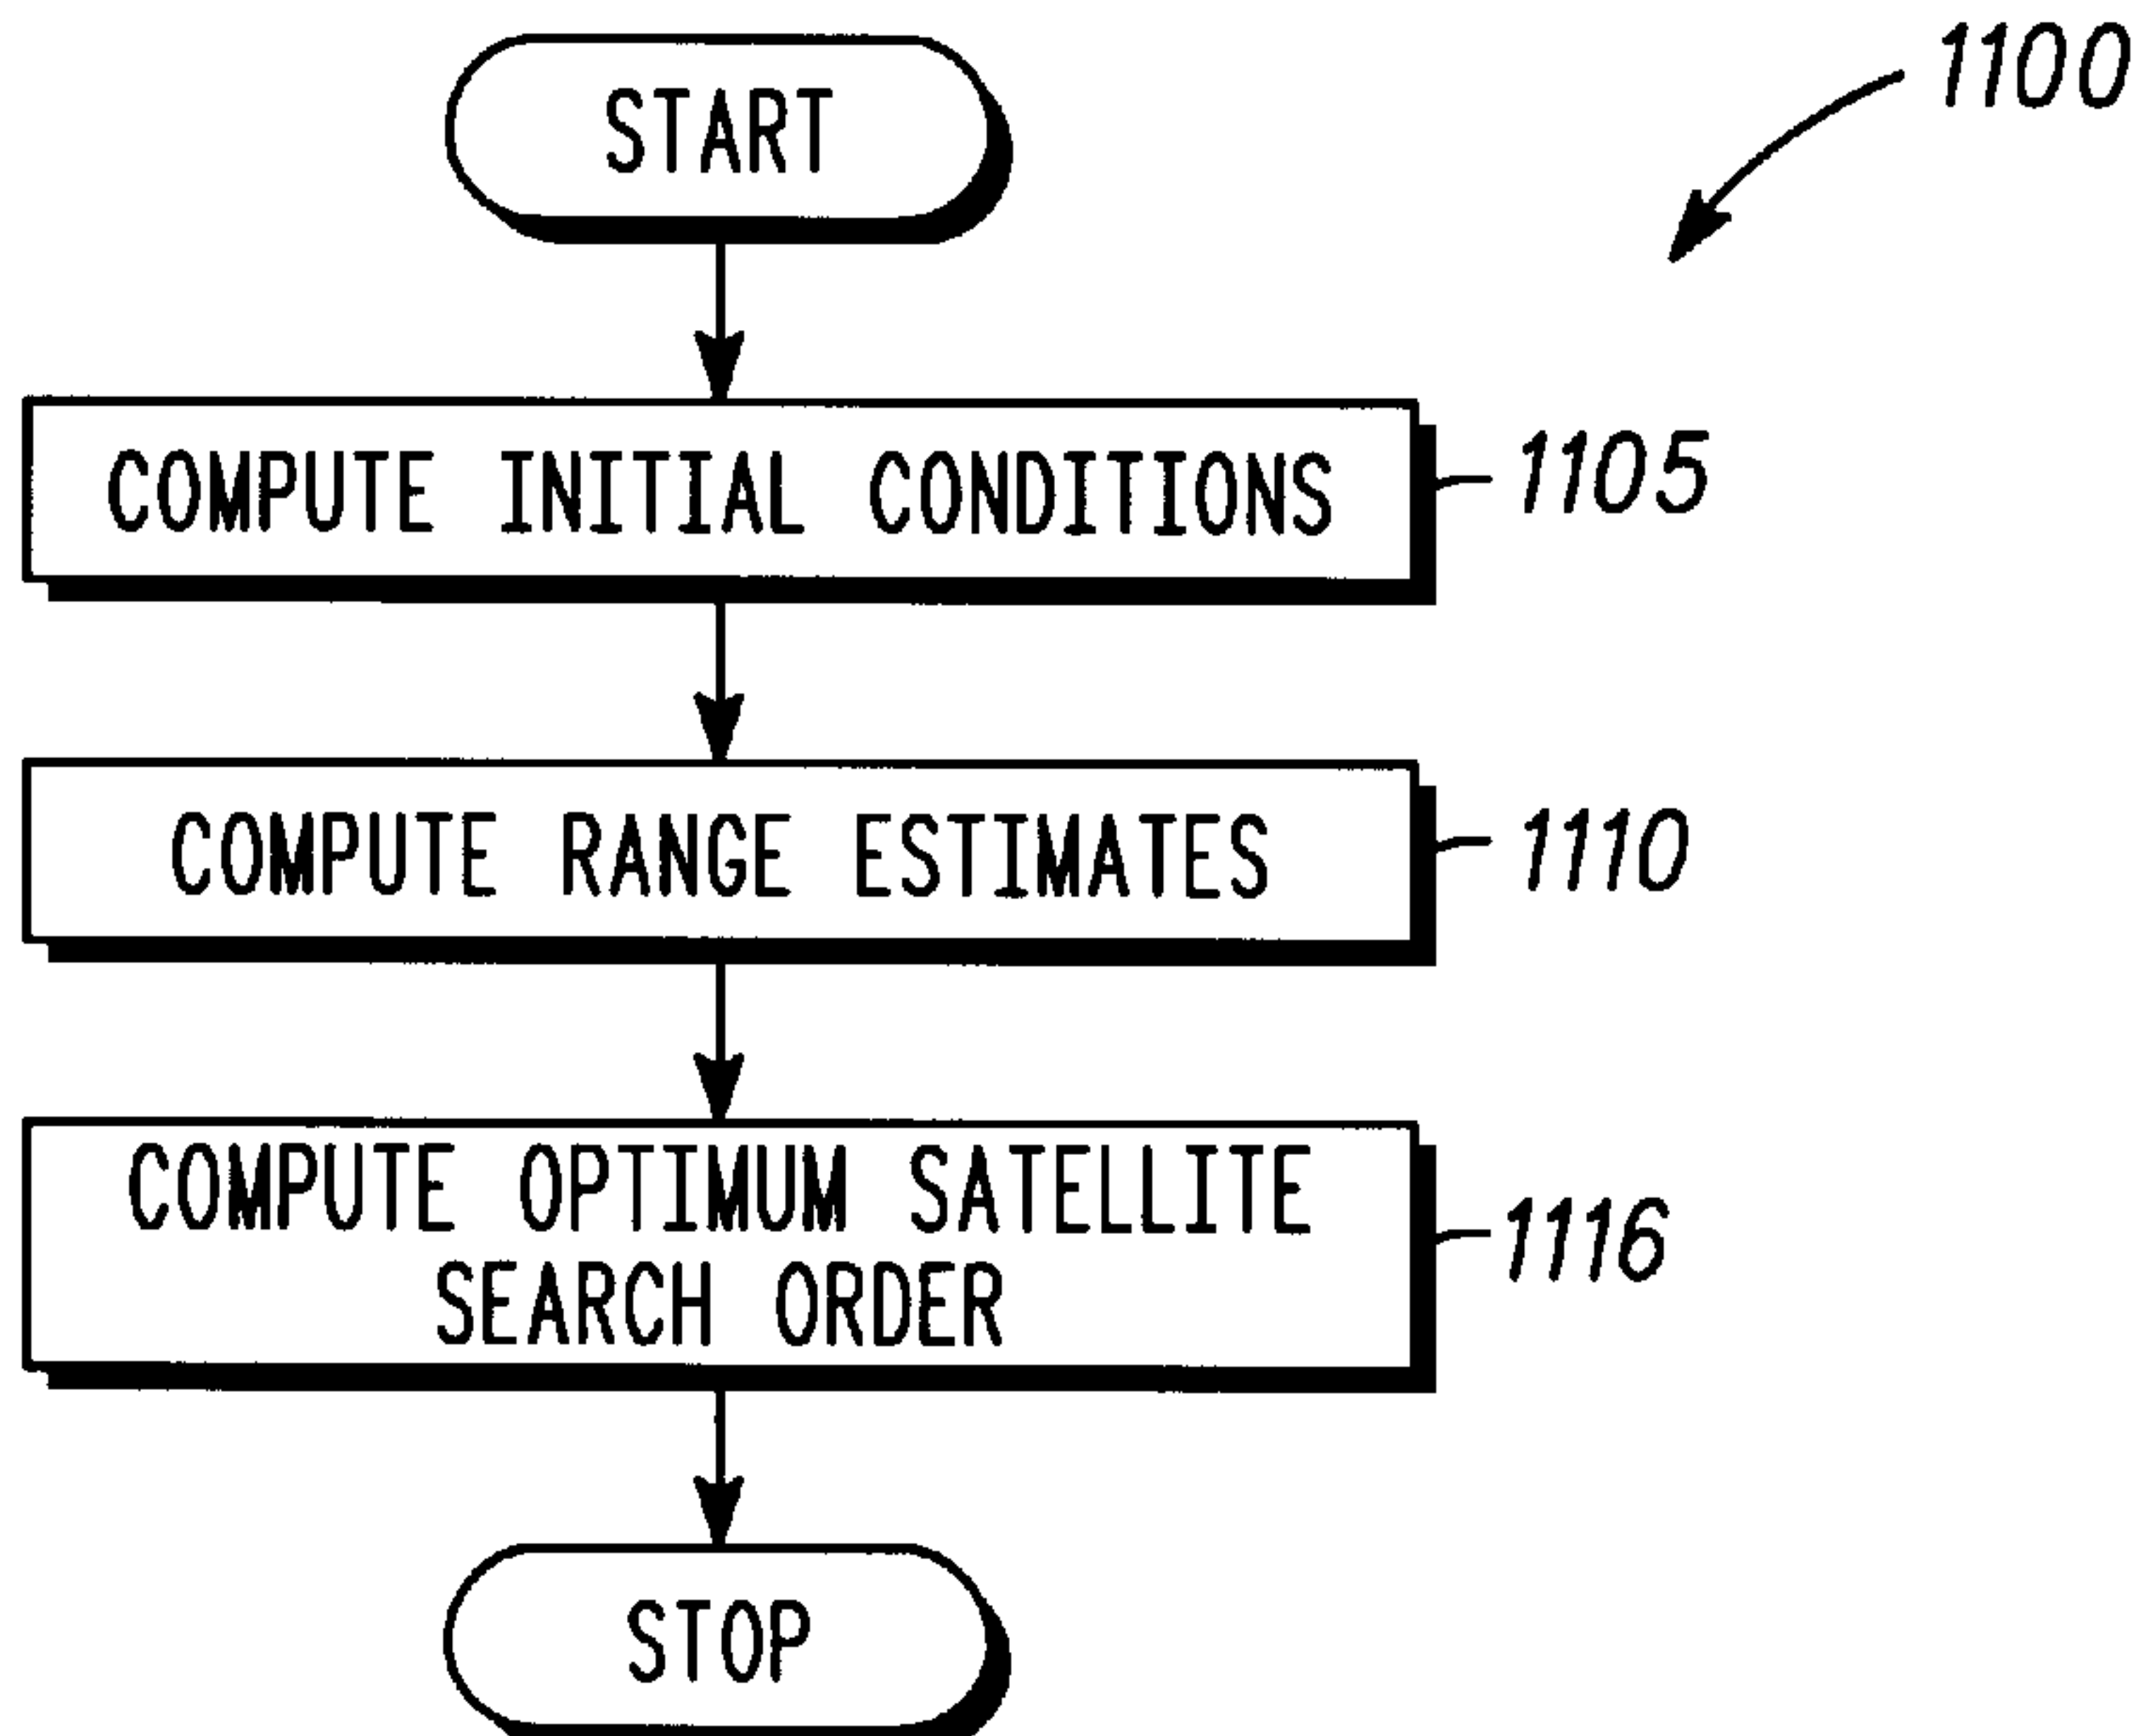 START
1100
COMPUTE INITIAL CONDITIONS
1105
COMPUTE RANGE ESTIMATES
1110
COMPUTE OPTIMUM SATELLITE
SEARCH ORDER
1116
STOP